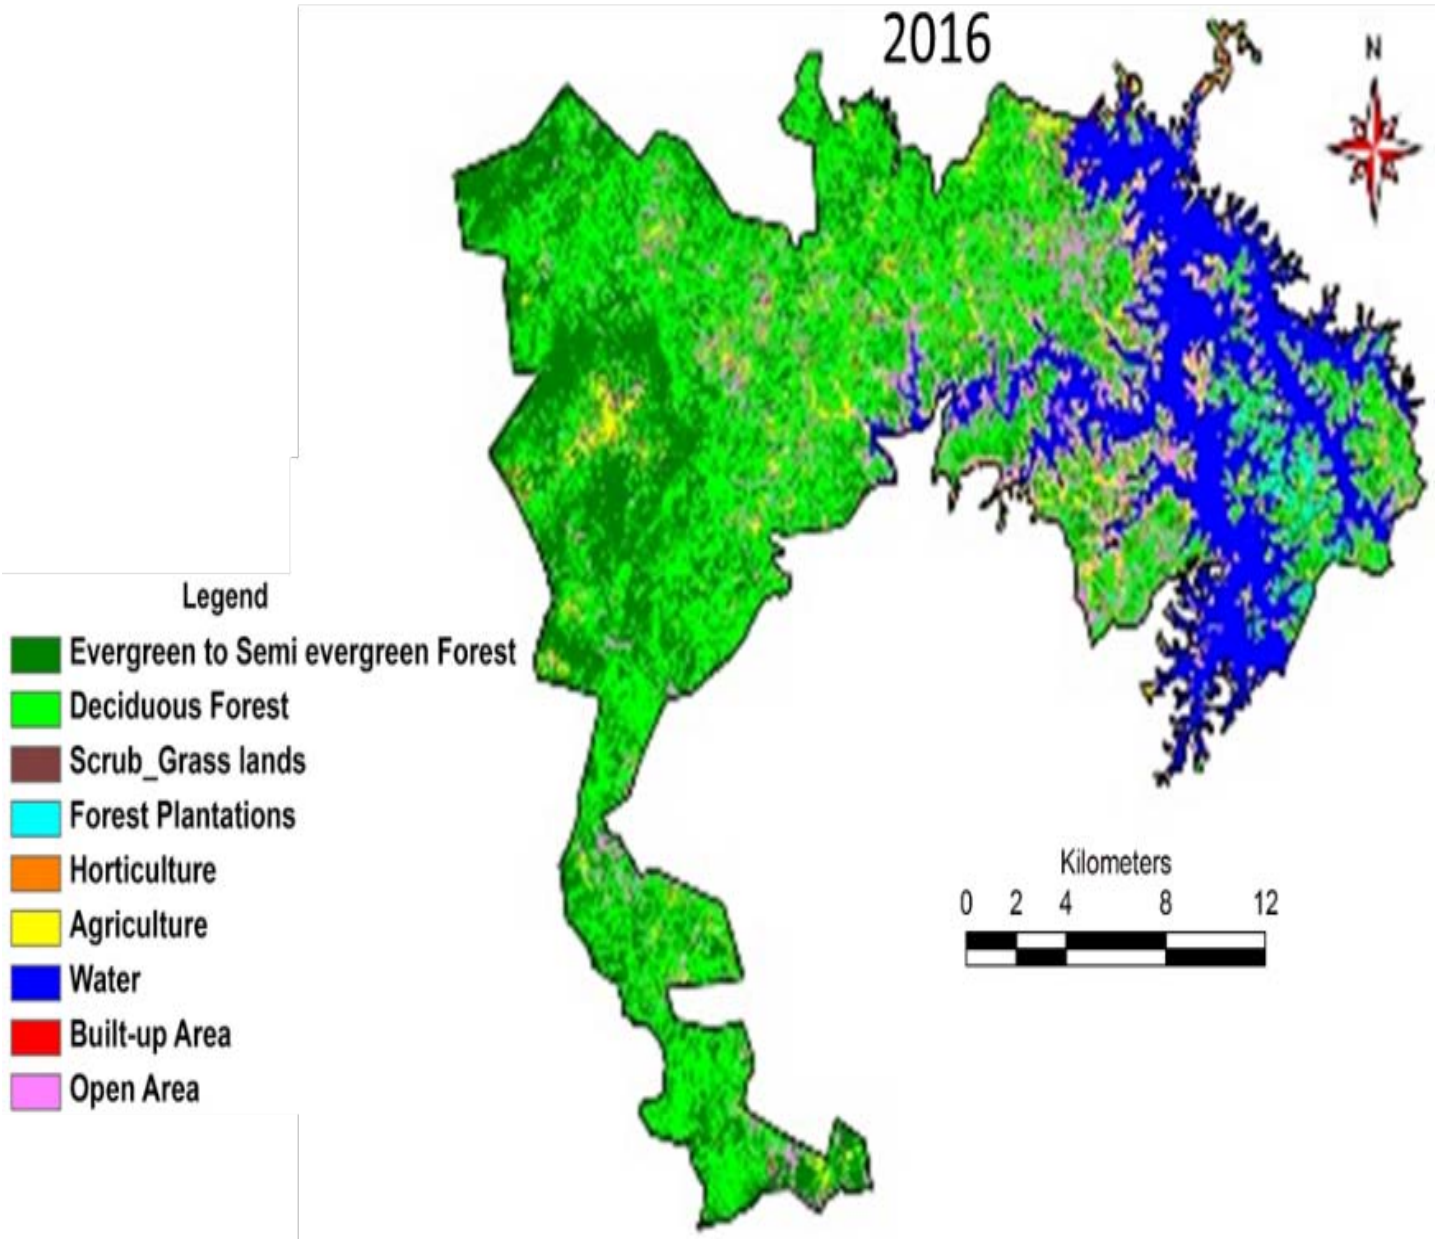 2016
N
Legend
Evergreen to Semi evergreen Forest
Deciduous Forest
Scrub_Grass lands
Forest Plantations
Horticulture
Agriculture
Water
Built-up Area
Open Area
Kilometers
0 2 4 8 12